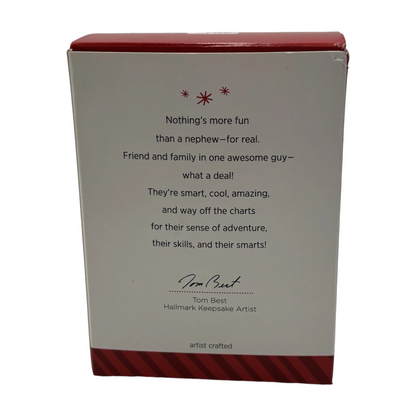 Nothing's more fun
than a nephew—for real.
Friend and family in one awesome guy—
what a deal!
They're smart, cool, amazing,
and way off the charts
for their sense of adventure,
their skills, and their smarts!
Tom Best
Tom Best
Hallmark Keepsake Artist
artist crafted